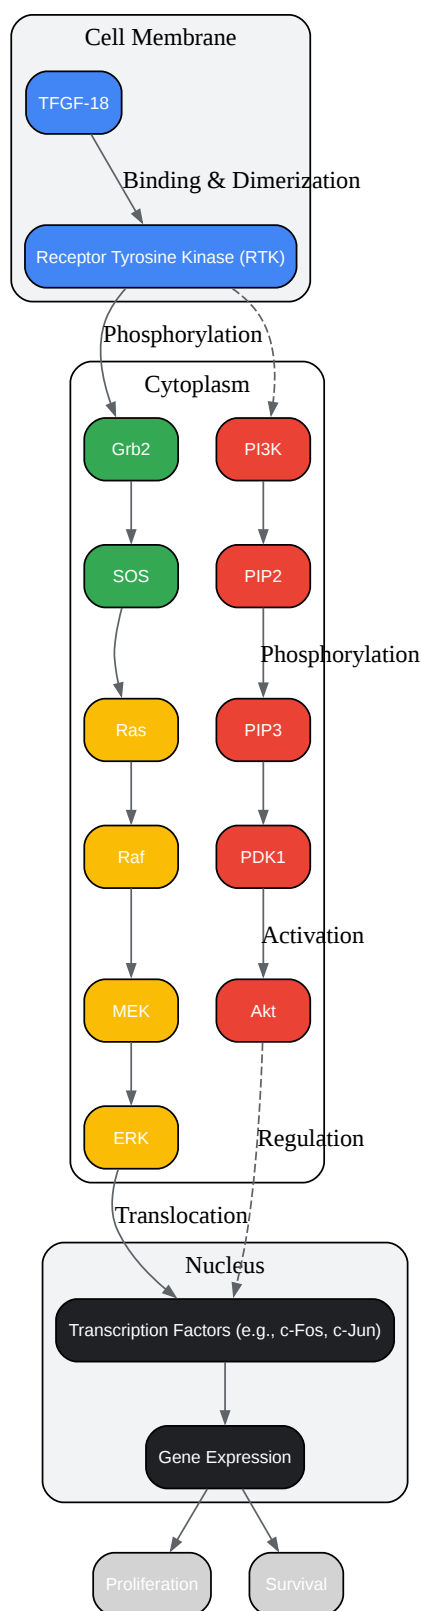 Cell Membrane
TFGF-18
Binding & Dimerization
Receptor Tyrosine Kinase (RTK)
Phosphorylation
Cytoplasm
Grb2
PI3K
SOS
PIP2
Phosphorylation
Ras
PIP3
Raf
PDK1
Activation
MEK
Akt
ERK
Regulation
Translocation
Nucleus
Transcription Factors (e.g., c-Fos, c-Jun)
Gene Expression
Proliferation
Survival